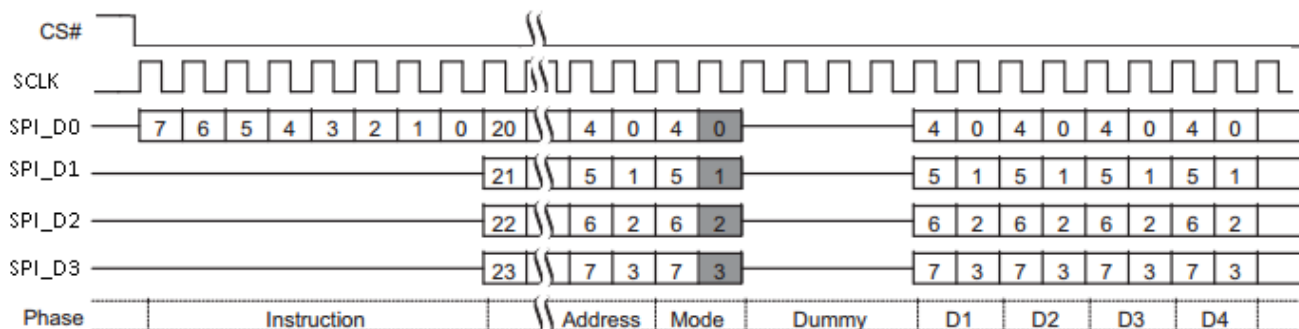 CS#
SCLK
SPI_D0 7 6 5 4 3 2 1 0 20 4 0 4 0 4 0 4 0 4 0 4 0
SPI_D1 21 5 1 5 1 5 1 5 1 5 1 5 1
SPI_D2 22 6 2 6 2 6 2 6 2 6 2 6 2
SPI_D3 23 7 3 7 3 7 3 7 3 7 3 7 3
Phase Instruction Address Mode Dummy D1 D2 D3 D4